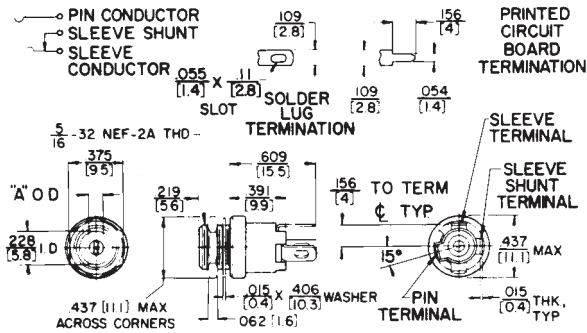 PIN CONDUCTOR
SLEEVE SHUNT
SLEEVE
CONDUCTOR
.055
[1.4]
X
.11
[2.8]
SLOT
.109
[2.8]
SOLDER
LUG
TERMINATION
.156
[4]
.109
[2.8]
.054
[1.4]
PRINTED
CIRCUIT
BOARD
TERMINATION
5/16 -32 NEF-2A THD
.375
[9.5]
"A" O D
.228
[5.8]
I.D
.219
[5.6]
.609
[15.5]
.391
[9.9]
.437 [11.1] MAX
ACROSS CORNERS
.015
[0.4]
X
.406
[10.3]
WASHER
.062 [1.6]
.156
[4]
TO TERM
℄ TYP
15°
SLEEVE
TERMINAL
SLEEVE
SHUNT
TERMINAL
.437
[11.1]
MAX
PIN
TERMINAL
.015
[0.4]
THK,
TYP